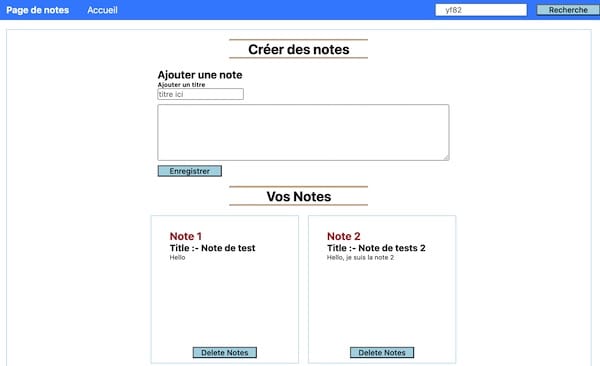 Page de notes Accueil yf82 Recherche
Créer des notes
Ajouter une note
Ajouter un titre
titre ici
Enregistrer
Vos Notes
Note 1
Title :- Note de test
Hello
Delete Notes
Note 2
Title :- Note de tests 2
Hello, je suis la note 2
Delete Notes